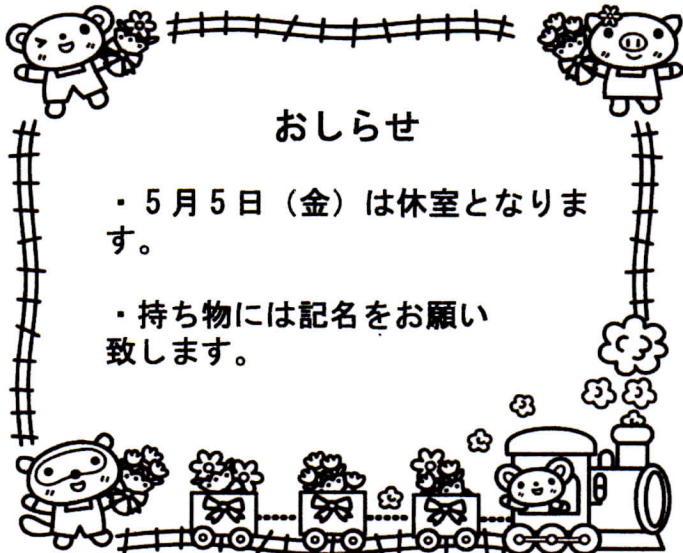 おしらせ
・5月5日（金）は休室となりま
す。
・持ち物には記名をお願い
致します。